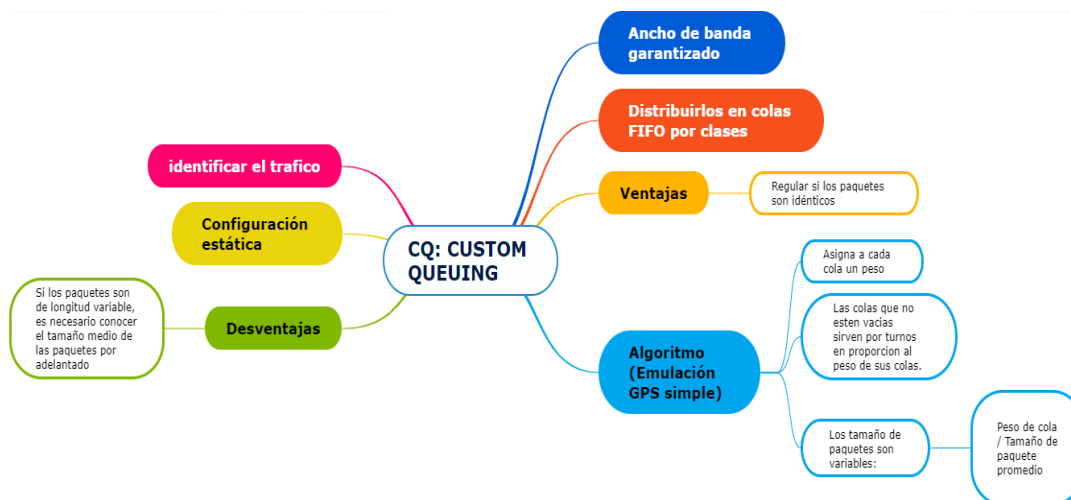 CQ: CUSTOM
QUEUING
Ancho de banda
garantizado
Distribuirlos en colas
FIFO por clases
Ventajas
Regular si los paquetes
son idénticos
Algoritmo
(Emulación
GPS simple)
Asigna a cada
cola un peso
Las colas que no
esten vacias
sirven por turnos
en proporcion al
peso de sus colas.
Los tamaño de
paquetes son
variables:
Peso de cola
/ Tamaño de
paquete
promedio
identificar el trafico
Configuración
estática
Desventajas
Si los paquetes son
de longitud variable,
es necesario conocer
el tamaño medio de
las paquetes por
adelantado